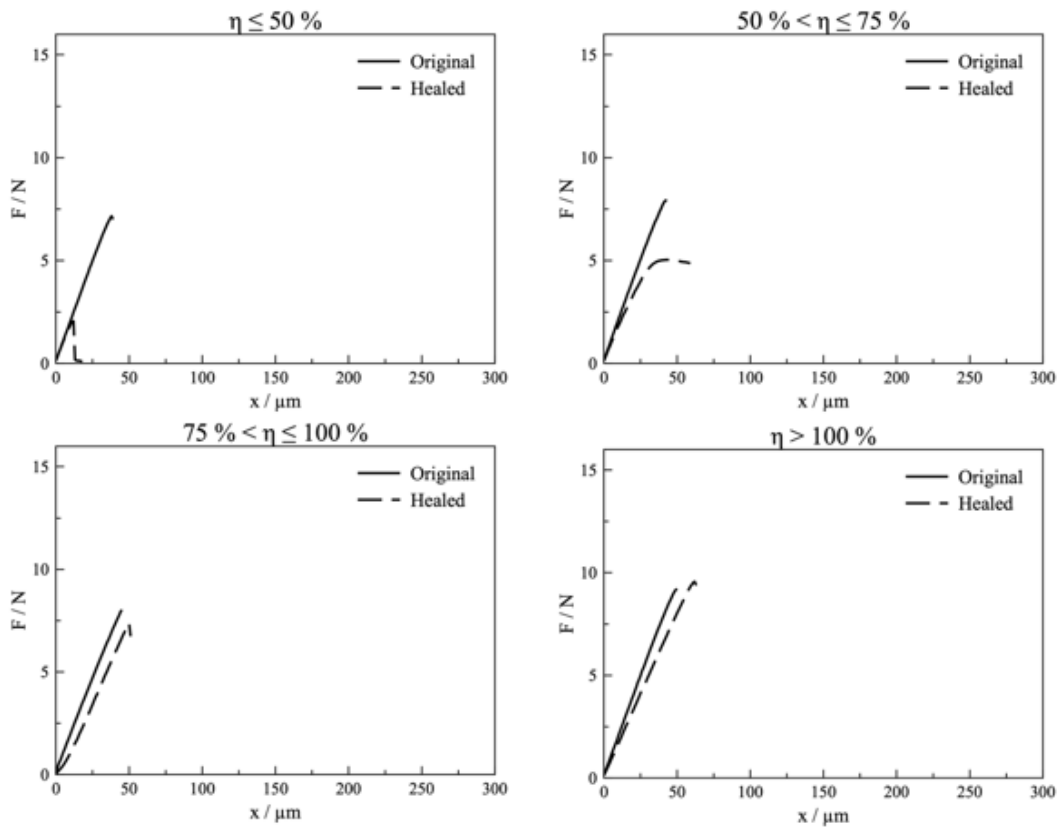 η ≤ 50 %
15
10
5
0
F / N
Original
Healed
0 50 100 150 200 250 300
x / μm
50 % < η ≤ 75 %
15
10
5
0
F / N
Original
Healed
0 50 100 150 200 250 300
x / μm
75 % < η ≤ 100 %
15
10
5
0
F / N
Original
Healed
0 50 100 150 200 250 300
x / μm
η > 100 %
15
10
5
0
F / N
Original
Healed
0 50 100 150 200 250 300
x / μm